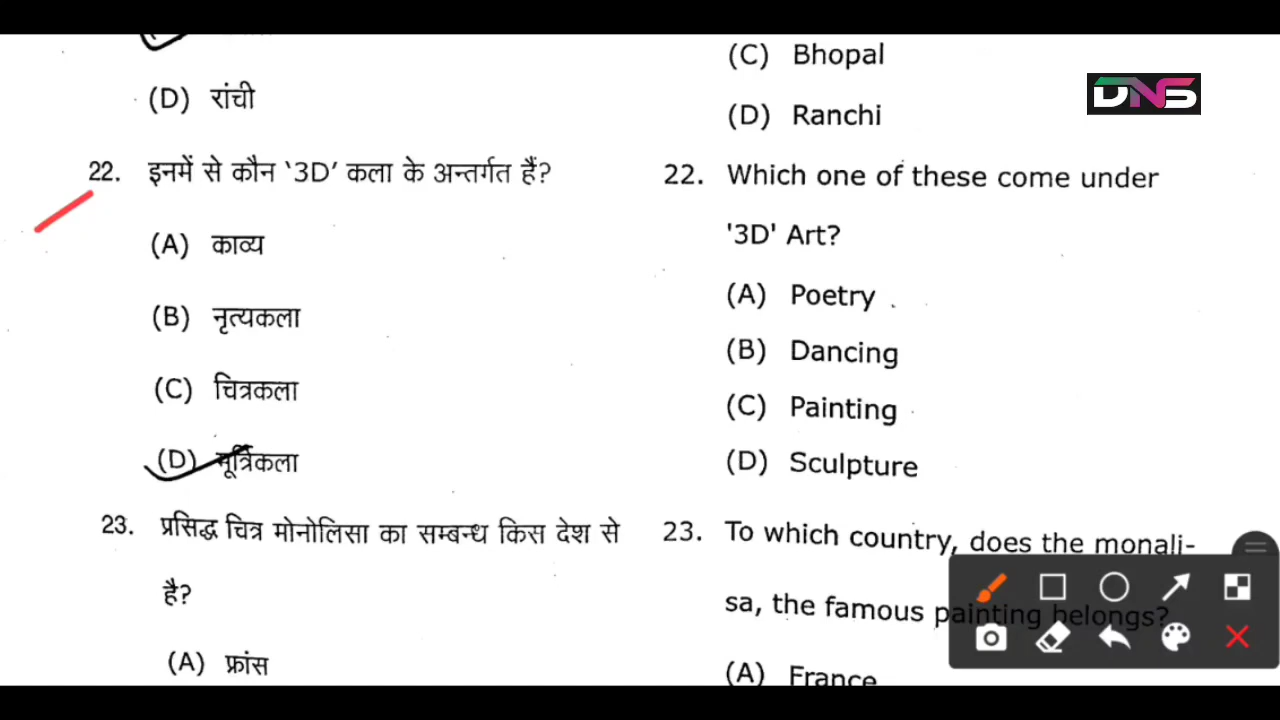 (D) रांची
22. इनमें से कौन '3D' कला के अन्तर्गत हैं?
(A) काव्य
(B) नृत्यकला
(C) चित्रकला
(D) मूर्त्तिकला
23. प्रसिद्ध चित्र मोनोलिसा का सम्बन्ध किस देश से
है?
(A) फ्रांस
(C) Bhopal
(D) Ranchi
DNS
22. Which one of these come under
'3D' Art?
(A) Poetry
(B) Dancing
(C) Painting
(D) Sculpture
23. To which country, does the monali-
sa, the famous painting belongs?
(A) France